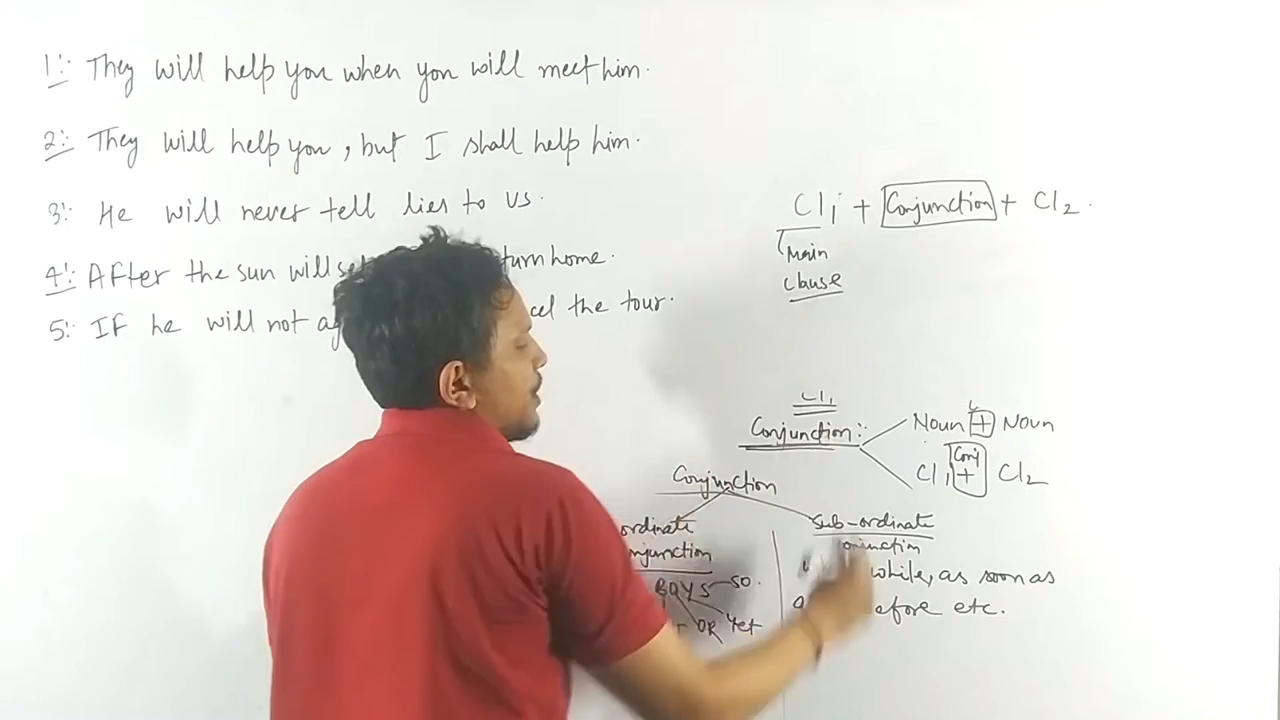 1:- They will help you when you will meet him.
2:- They will help you, but I shall help him.
3:- He will never tell lies to us.
4:- After the sun will set turn home.
5:- If he will not the tour.
Cl1 + Conjunction + Cl2.
Main
clause
Cl1
Conjunction:-
Noun + Noun
Cl1 Conj + Cl2
Conjunction
ordinate
njunction
BOYS so.
OR Yet
Sub-ordinate
onjunction
while, as soon as
efore etc.